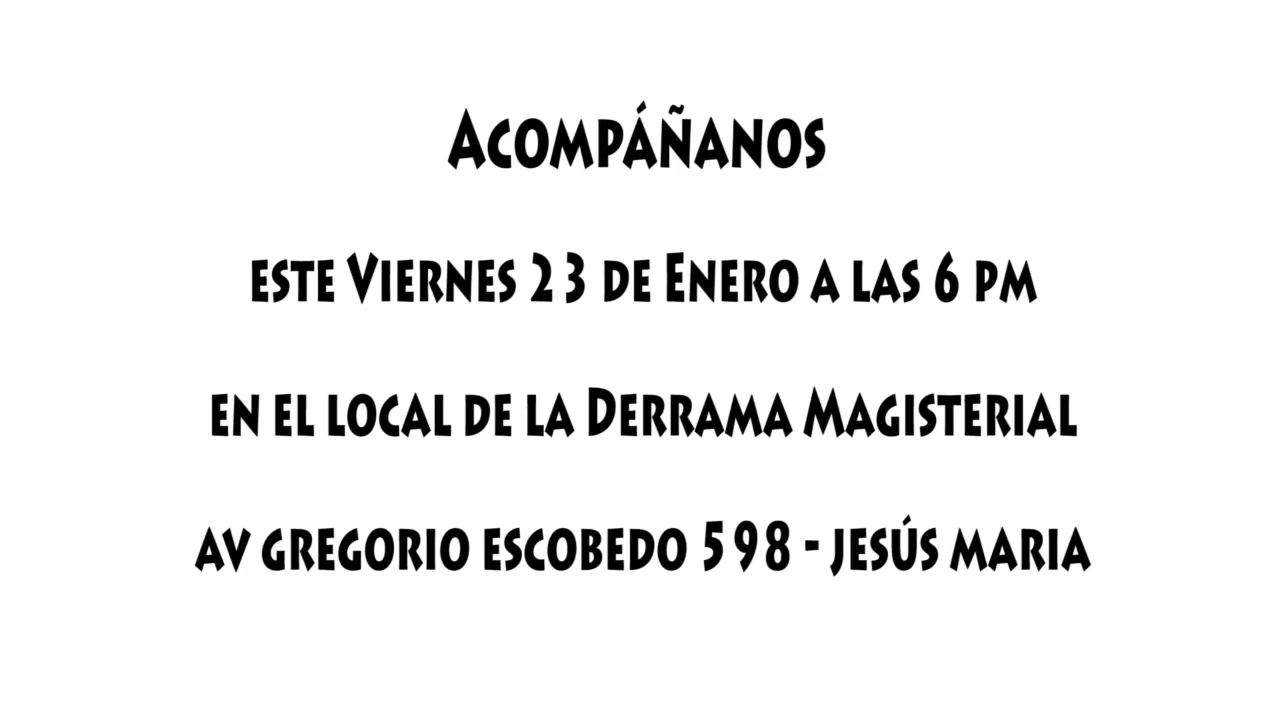 Acompáñanos
este Viernes 23 de Enero a las 6 pm
en el local de la Derrama Magisterial
av gregorio escobedo 598 - jesús maria